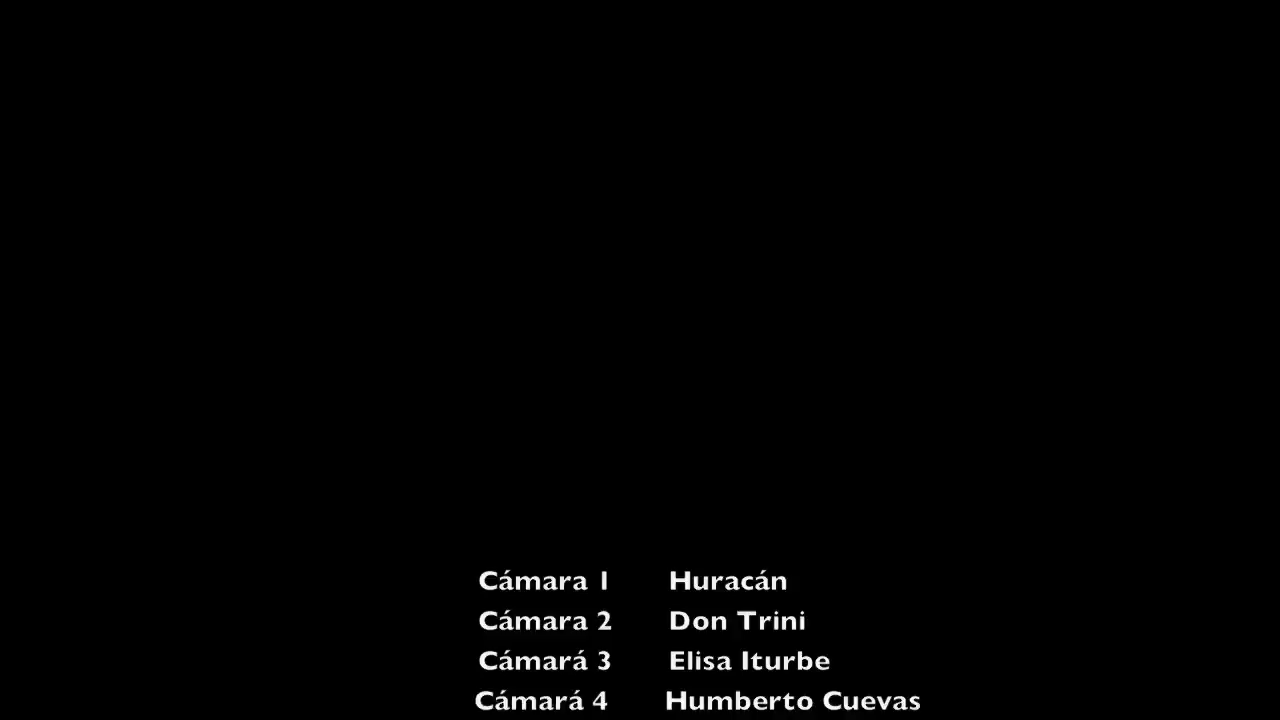 Cámara 1 Huracán
Cámara 2 Don Trini
Cámará 3 Elisa Iturbe
Cámará 4 Humberto Cuevas